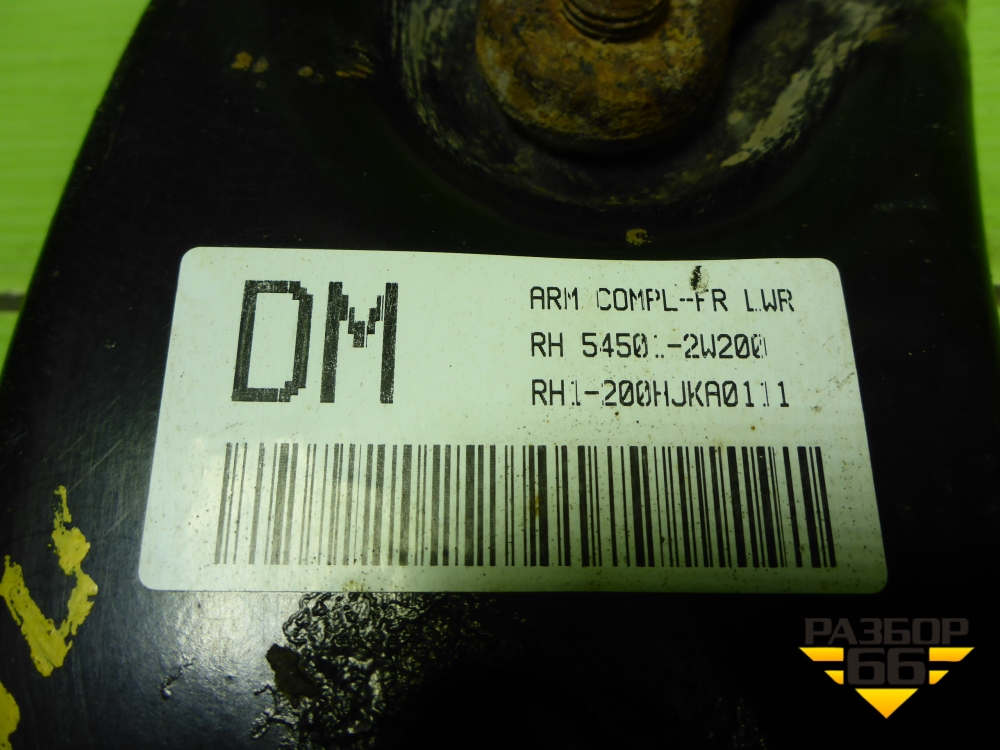 DM
ARM COMPL-FR LWR
RH 54501-2W200
RH1-200HJKA0111
РАЗБОР
66